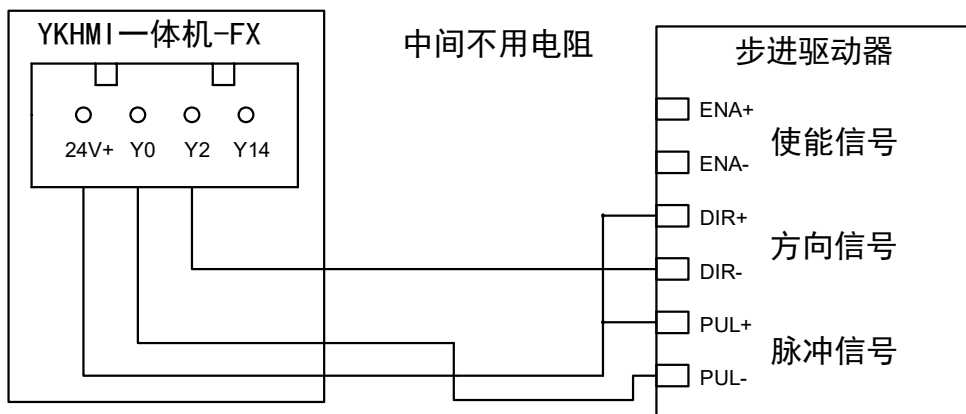 YKHMI一体机-FX
中间不用电阻
步进驱动器
24V+ Y0 Y2 Y14
ENA+
使能信号
ENA-
DIR+
方向信号
DIR-
PUL+
脉冲信号
PUL-